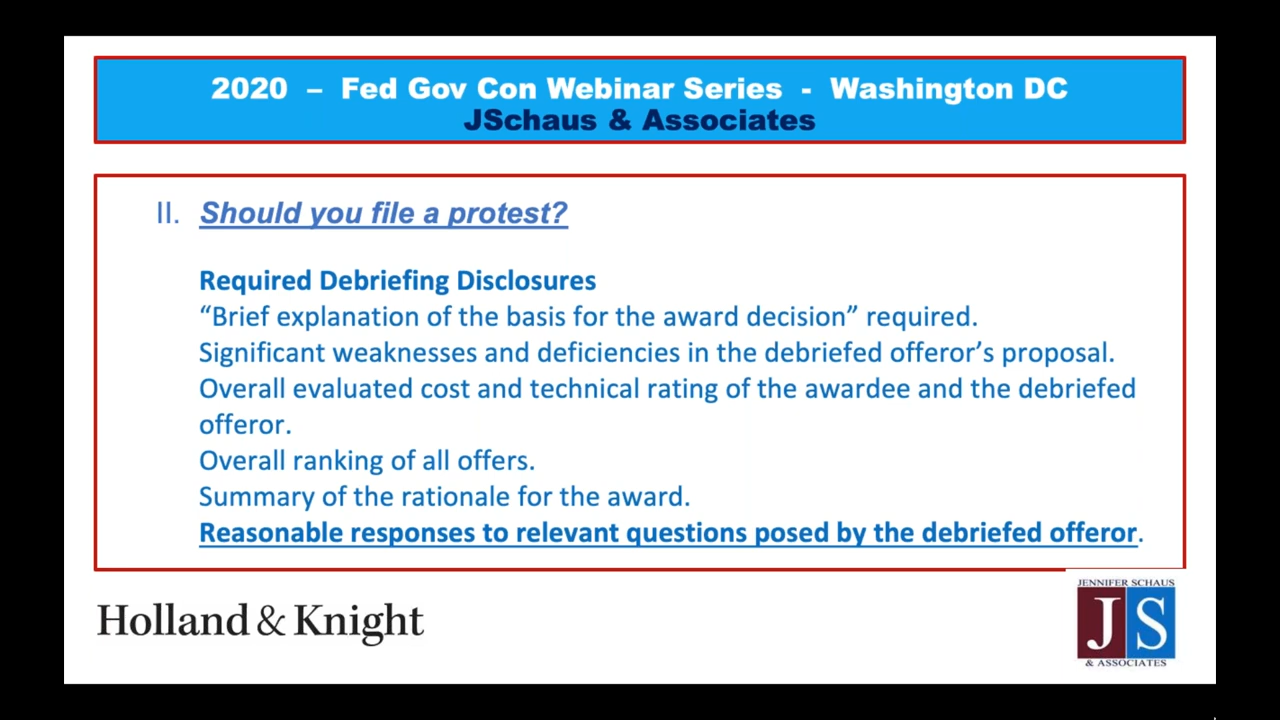 2020 – Fed Gov Con Webinar Series - Washington DC
JSchaus & Associates
II. Should you file a protest?
Required Debriefing Disclosures
“Brief explanation of the basis for the award decision” required.
Significant weaknesses and deficiencies in the debriefed offeror’s proposal.
Overall evaluated cost and technical rating of the awardee and the debriefed
offeror.
Overall ranking of all offers.
Summary of the rationale for the award.
Reasonable responses to relevant questions posed by the debriefed offeror.
Holland & Knight
JENNIFER SCHAUS
JS
& ASSOCIATES